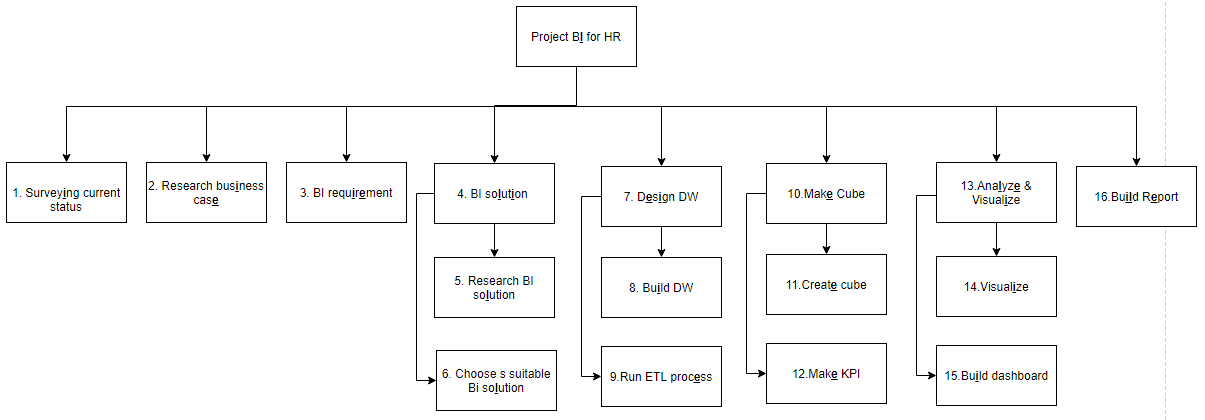 Project BI for HR
1. Surveying current
status
2. Research business
case
3. BI requirement
4. BI solution
7. Design DW
10.Make Cube
13.Analyze &
Visualize
16.Build Report
5. Research BI
solution
8. Build DW
11.Create cube
14.Visualize
6. Choose s suitable
Bi solution
9.Run ETL process
12.Make KPI
15.Build dashboard